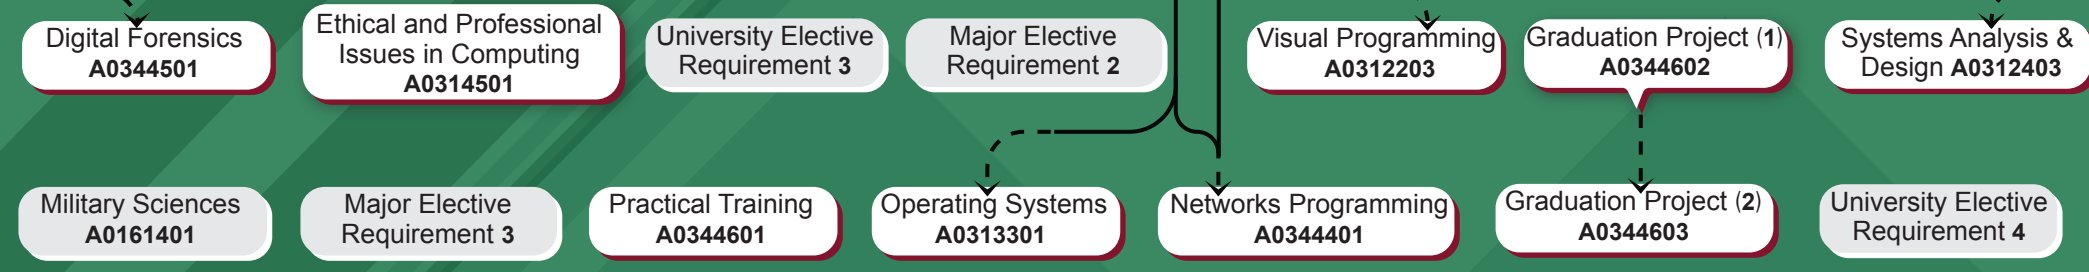 Digital Forensics
A0344501
Ethical and Professional
Issues in Computing
A0314501
University Elective
Requirement 3
Major Elective
Requirement 2
Visual Programming
A0312203
Graduation Project (1)
A0344602
Systems Analysis &
Design A0312403
Military Sciences
A0161401
Major Elective
Requirement 3
Practical Training
A0344601
Operating Systems
A0313301
Networks Programming
A0344401
Graduation Project (2)
A0344603
University Elective
Requirement 4